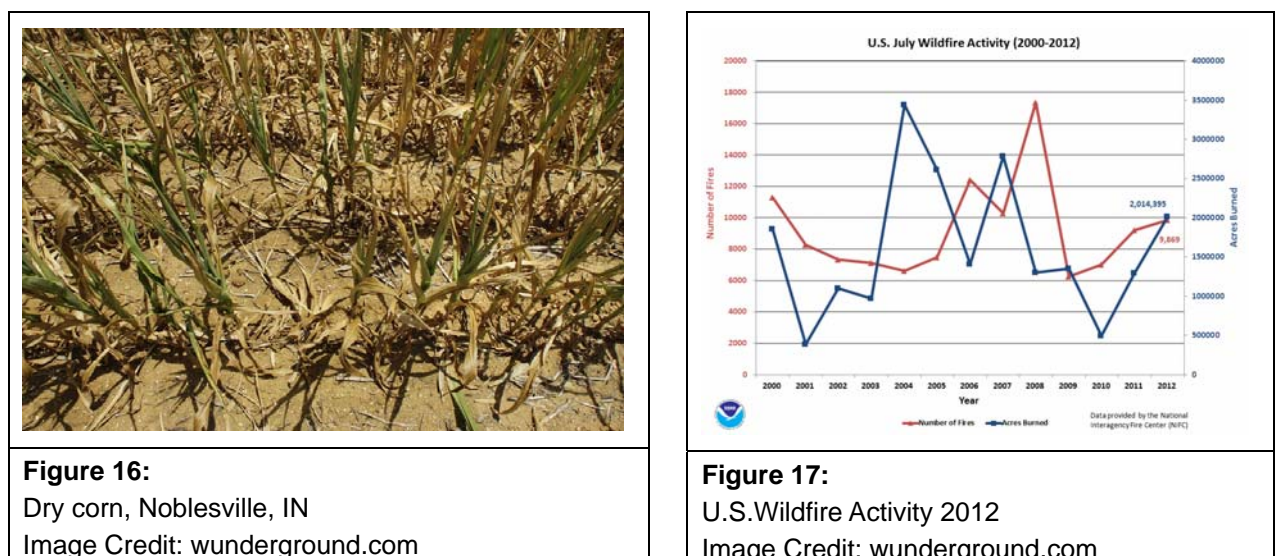 Figure 16:
Dry corn, Noblesville, IN
Image Credit: wunderground.com
U.S. July Wildfire Activity (2000-2012)
20000
18000
16000
14000
12000
10000
8000
6000
4000
2000
0
Number of Fires
4000000
3500000
3000000
2500000
2000000
1500000
1000000
500000
0
Acres Burned
2,014,395
9,869
2000 2001 2002 2003 2004 2005 2006 2007 2008 2009 2010 2011 2012
Year
Number of Fires Acres Burned
Data provided by the National
Interagency Fire Center (NIFC)
Figure 17:
U.S.Wildfire Activity 2012
Image Credit: wunderground.com